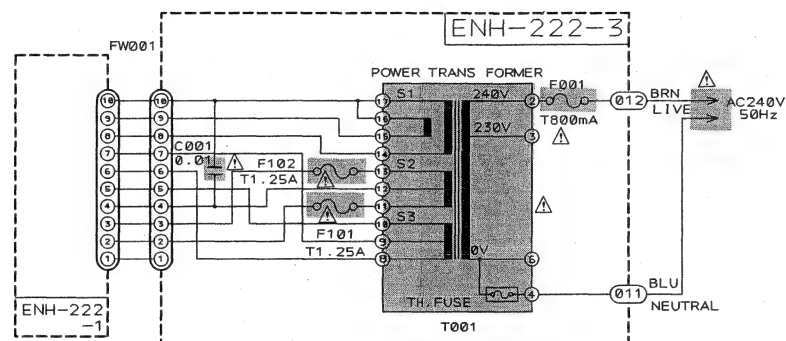 ENH-222-3
FW001
POWER TRANS FORMER
F001
T800mA
012
BRN
LIVE
AC240V
50Hz
10 10
9 9
8 8
7 7
6 6
5 5
4 4
3 3
2 2
1 1
C001
0.01
F102
T1.25A
F101
T1.25A
17 S1
16
14
13 S2
12
11
10 S3
9
8
240V 2
230V 3
0V 6
4
TH.FUSE
T001
BLU
011
NEUTRAL
ENH-222
-1